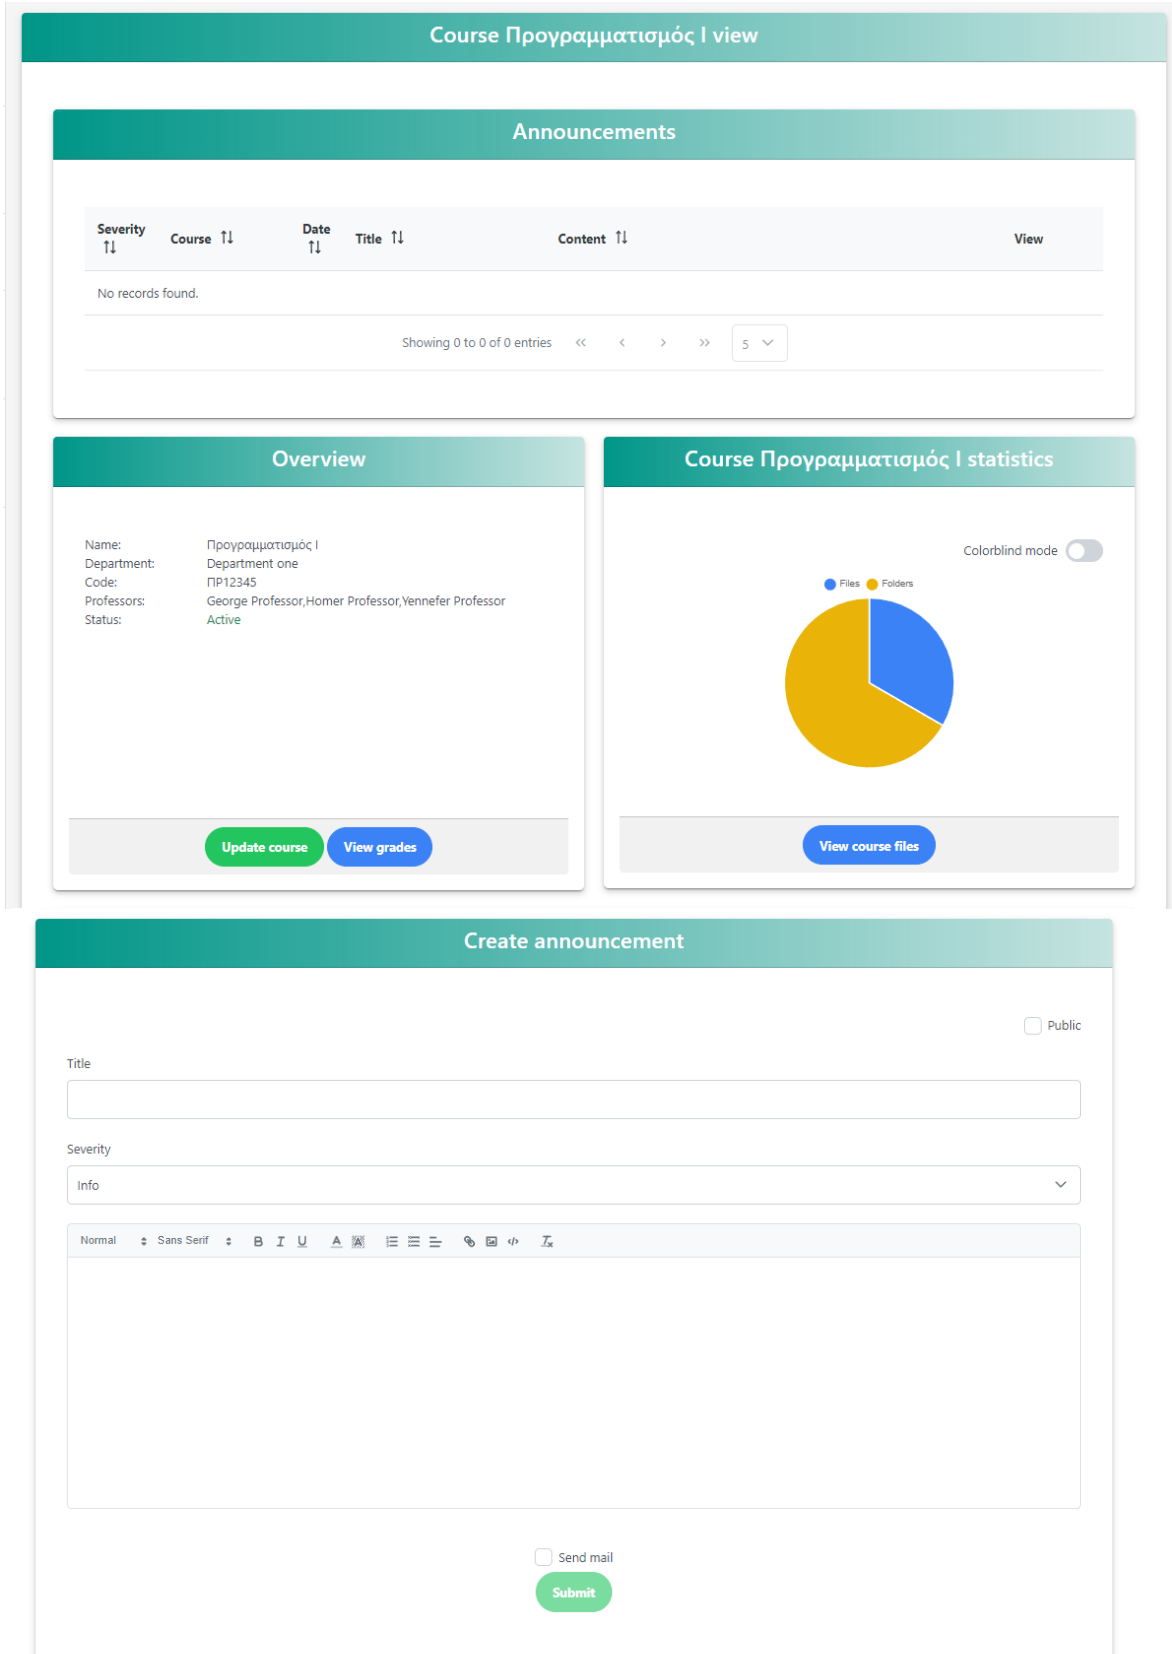 Course Προγραμματισμός Ι view
Announcements
Severity Course Date Title Content View
No records found.
Showing 0 to 0 of 0 entries « ‹ › » 5
Overview
Name: Προγραμματισμός Ι
Department: Department one
Code: ΠΡ12345
Professors: George Professor,Homer Professor,Yennefer Professor
Status: Active
Update course View grades
Course Προγραμματισμός Ι statistics
Colorblind mode
Files Folders
View course files
Create announcement
Public
Title
Severity
Info
Normal Sans Serif B I U A A
Send mail
Submit